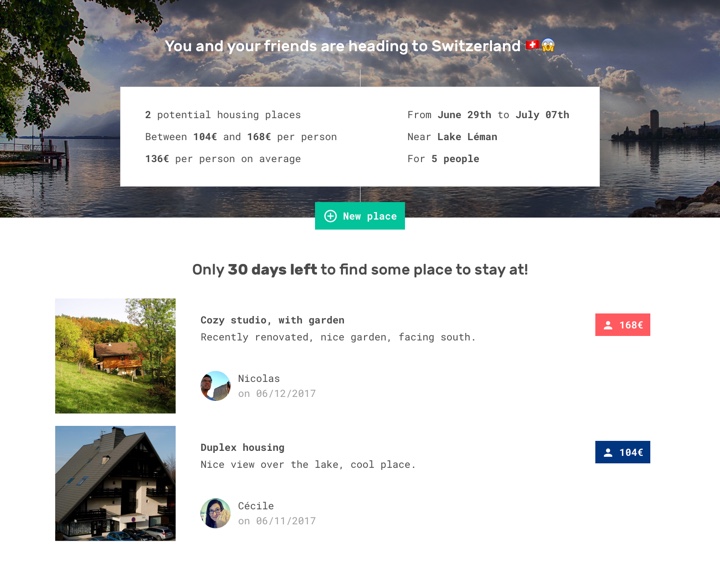 You and your friends are heading to Switzerland 🇨🇭😱
2 potential housing places
Between 104€ and 168€ per person
136€ per person on average
From June 29th to July 07th
Near Lake Léman
For 5 people
New place
Only 30 days left to find some place to stay at!
Cozy studio, with garden
Recently renovated, nice garden, facing south.
168€
Nicolas
on 06/12/2017
Duplex housing
Nice view over the lake, cool place.
104€
Cécile
on 06/11/2017